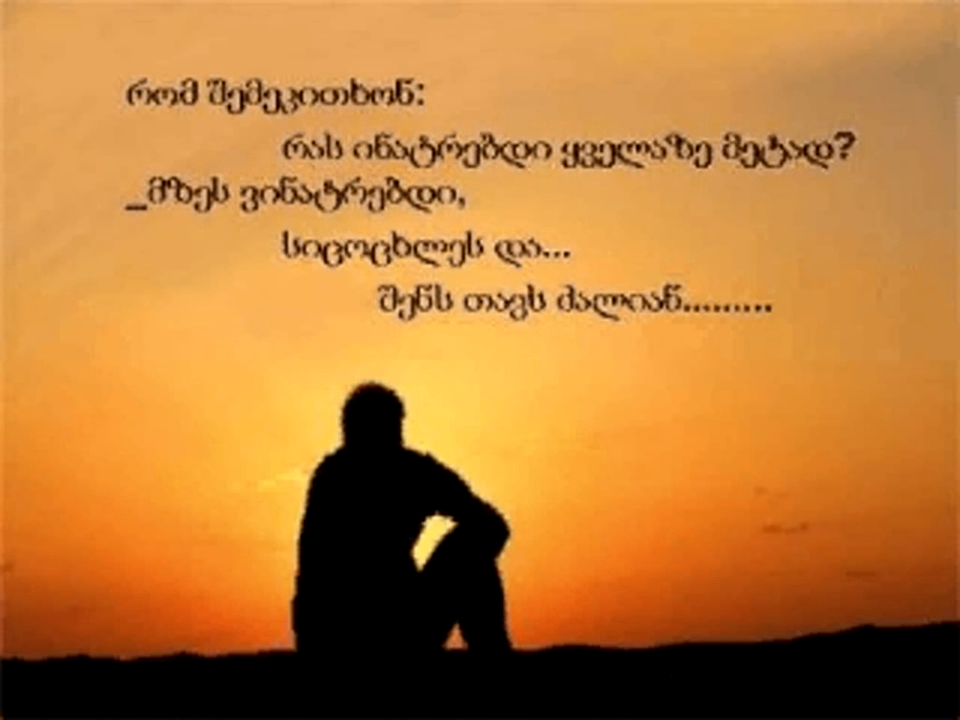 რომ შემეკითხონ:
რას ინატრებდი ყველაზე მეტად?
_მზეს ვინატრებდი,
სიცოცხლეს და...
შენს თავს ძალიან.........